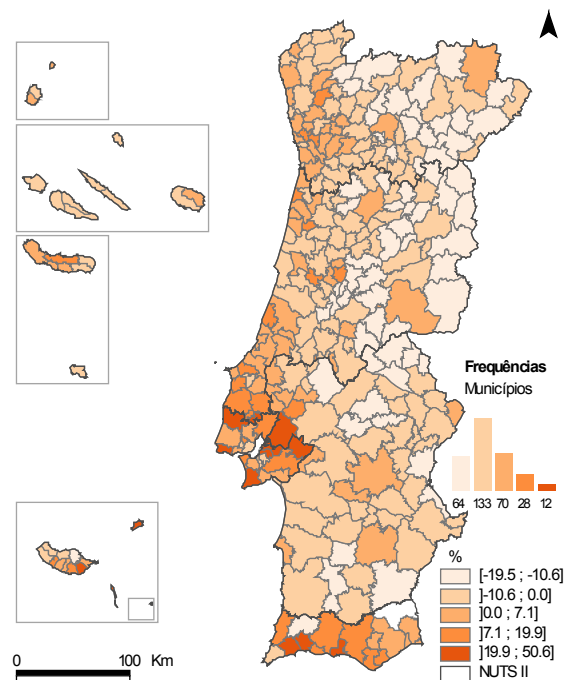 Frequências
Municípios
64 133 70 28 12
%
[-19.5 ; -10.6]
]-10.6 ; 0.0]
]0.0 ; 7.1]
]7.1 ; 19.9]
]19.9 ; 50.6]
NUTS II
0 100 Km